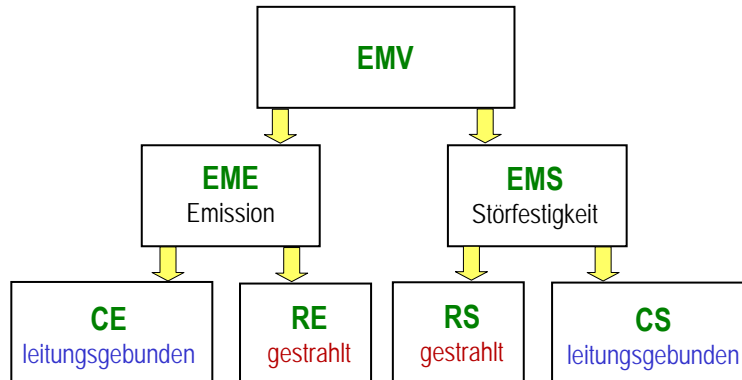 EMV
EME
Emission
EMS
Störfestigkeit
CE
leitungsgebunden
RE
gestrahlt
RS
gestrahlt
CS
leitungsgebunden